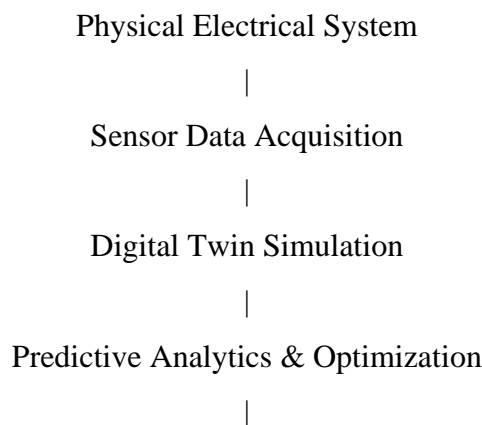 Physical Electrical System
|
Sensor Data Acquisition
|
Digital Twin Simulation
|
Predictive Analytics & Optimization
|